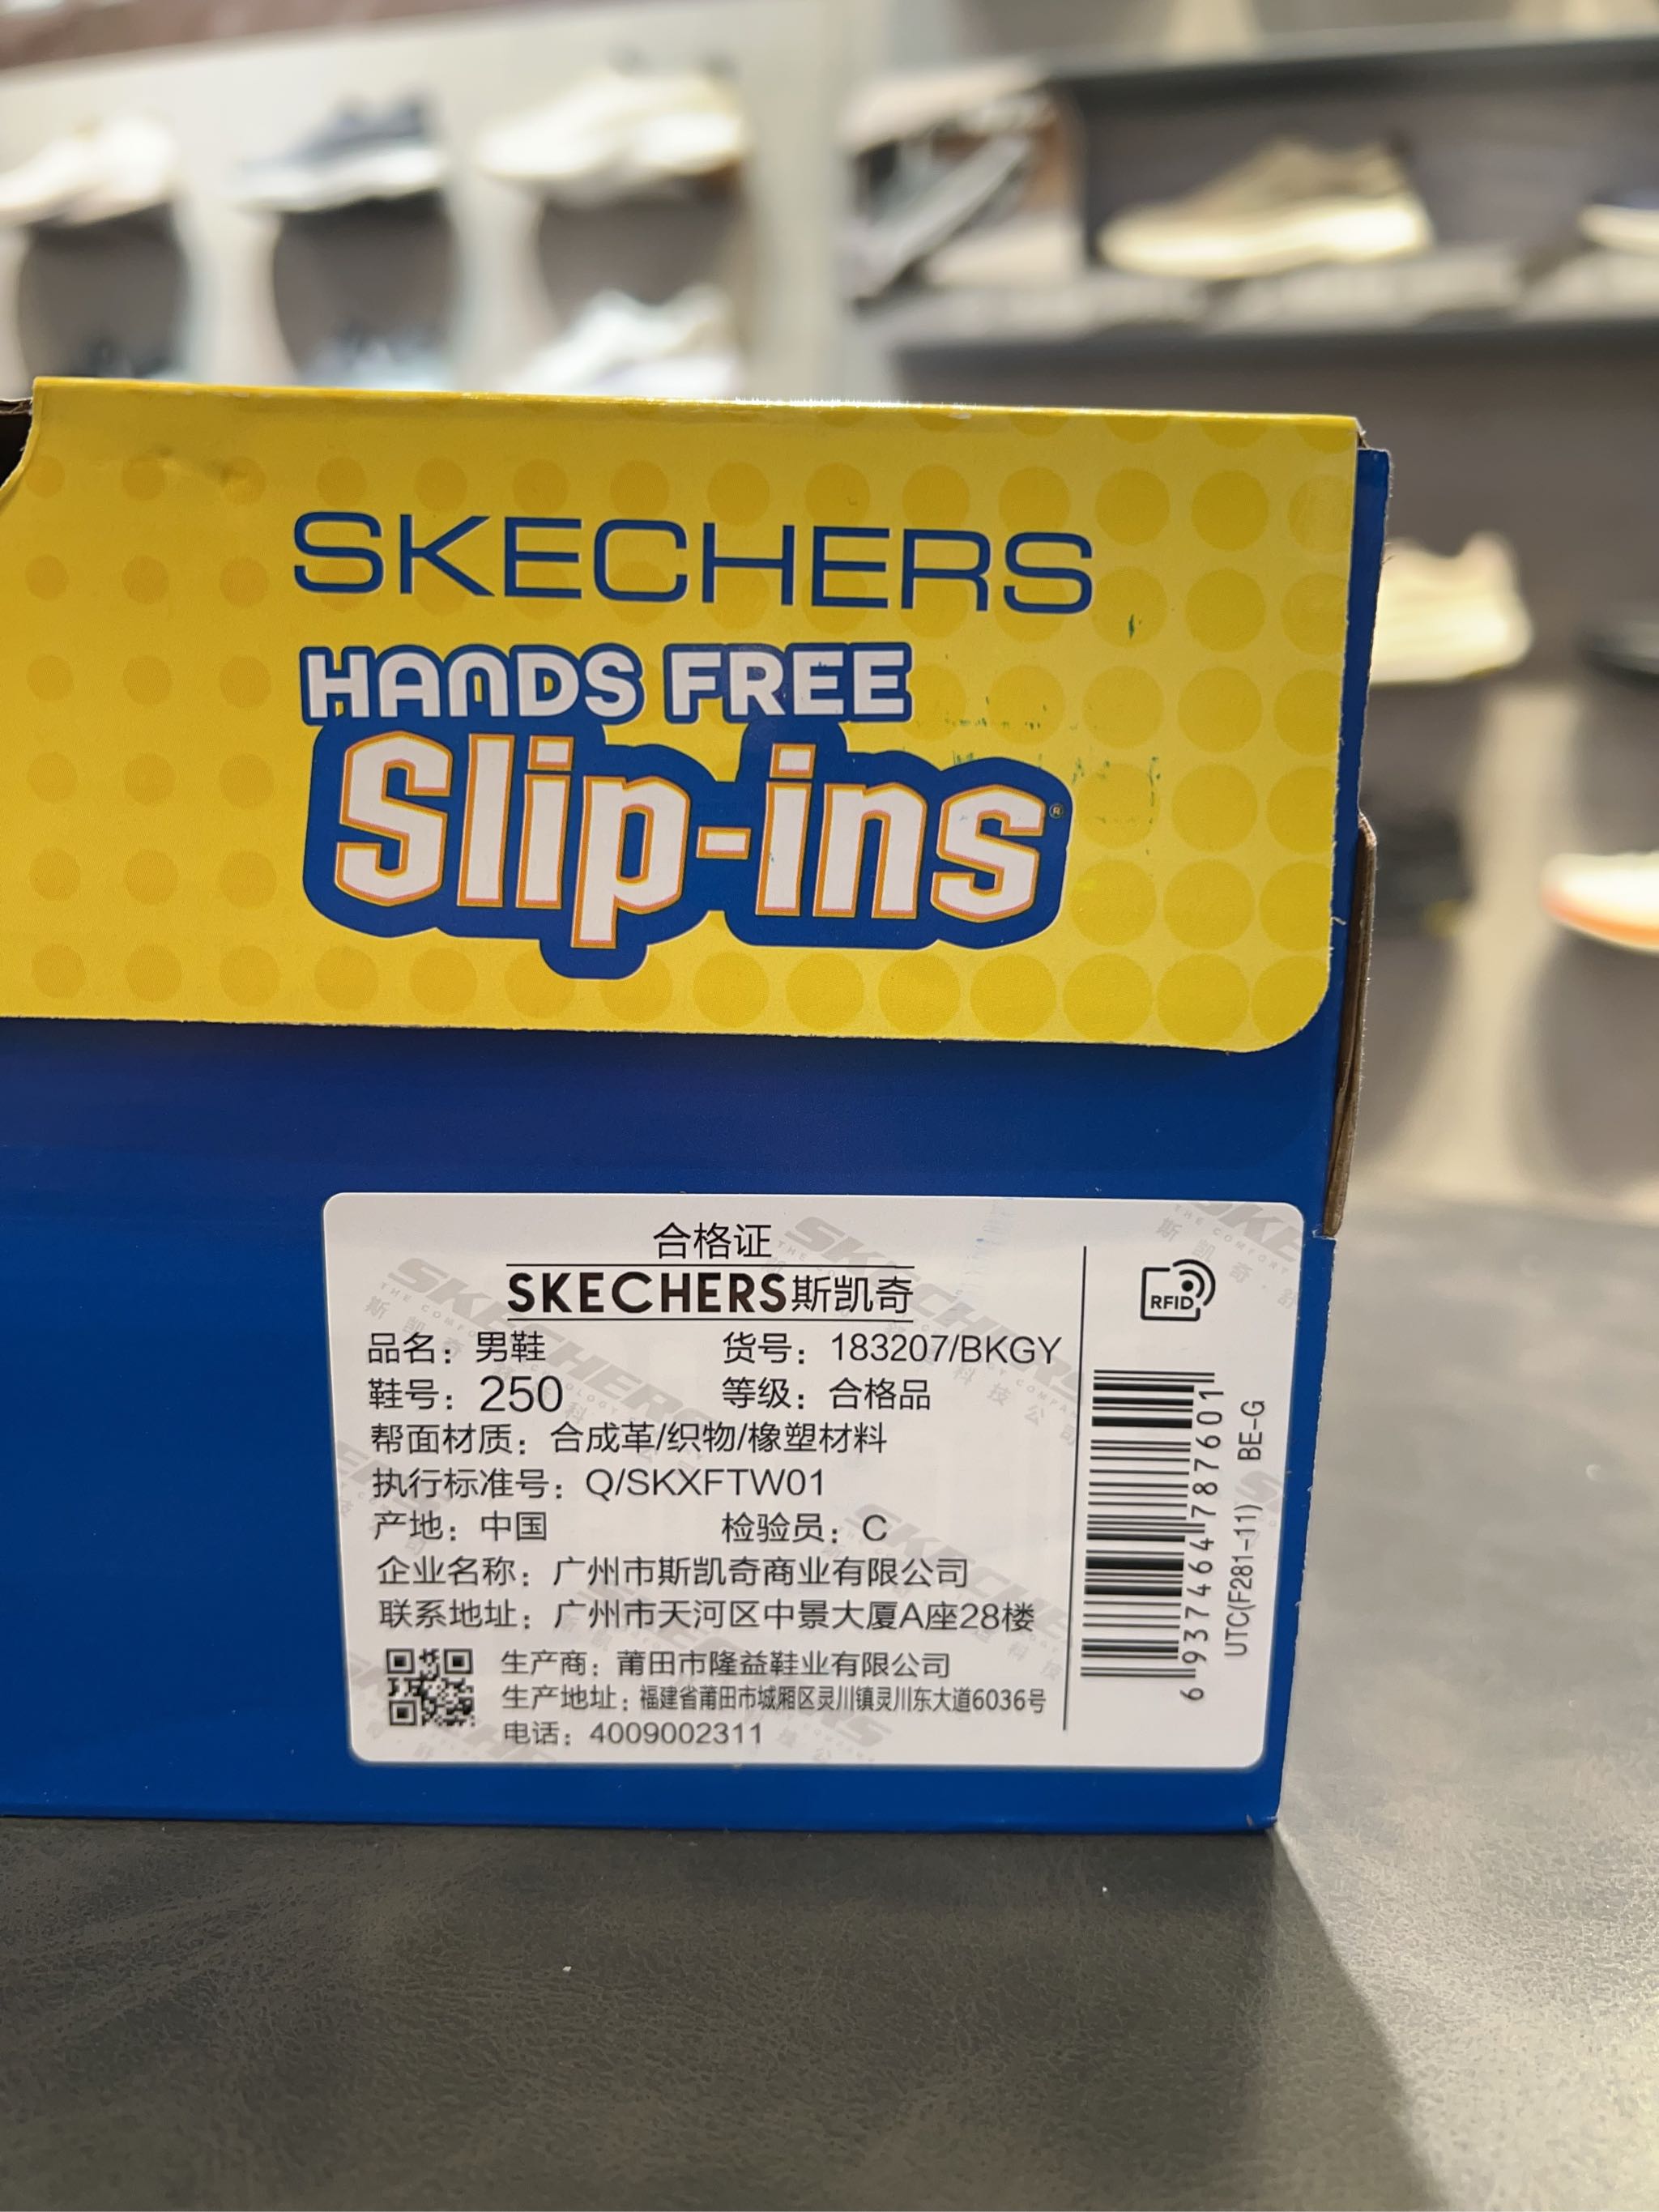 SKECHERS
HANDS FREE
Slip-ins®
合格证
SKECHERS斯凯奇
品名：男鞋 货号：183207/BKGY
鞋号：250 等级：合格品
帮面材质：合成革/织物/橡塑材料
执行标准号：Q/SKXFTW01
产地：中国 检验员：C
企业名称：广州市斯凯奇商业有限公司
联系地址：广州市天河区中景大厦A座28楼
生产商：莆田市隆益鞋业有限公司
生产地址：福建省莆田市城厢区灵川镇灵川东大道6036号
电话：4009002311
RFID
6937464787601
UTC(F281-11) BE-G